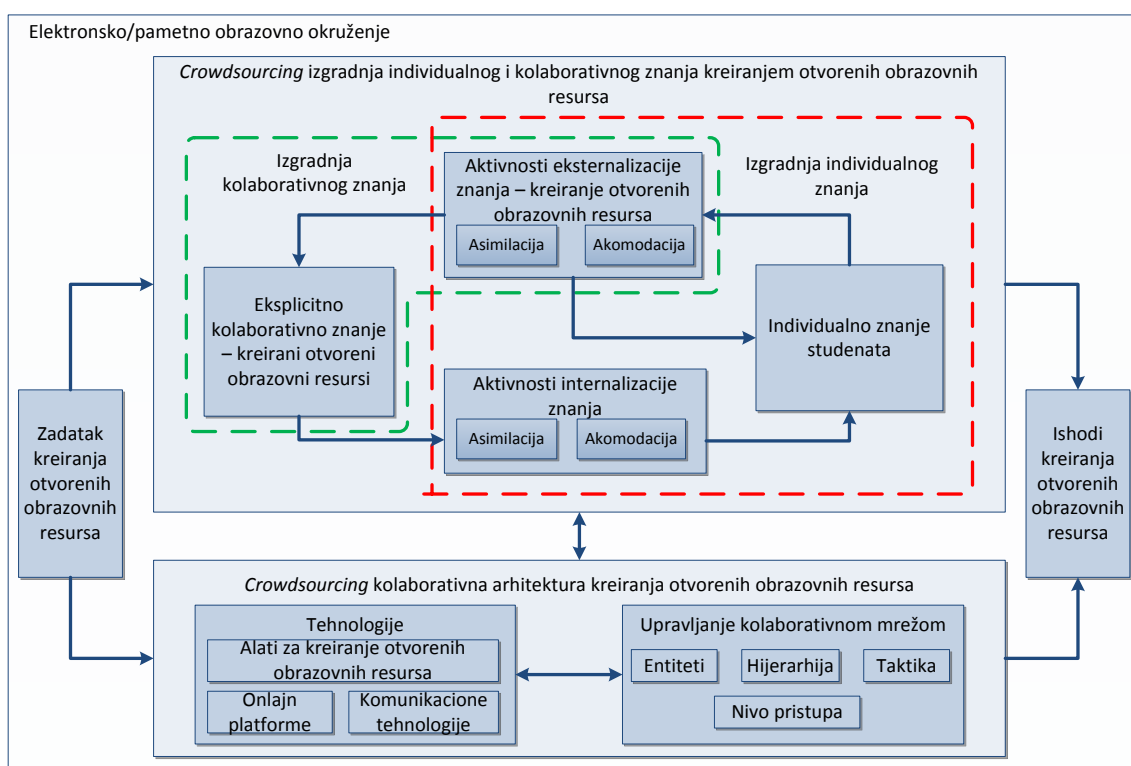 Elektronsko/pametno obrazovno okruženje
Crowdsourcing izgradnja individualnog i kolaborativnog znanja kreiranjem otvorenih obrazovnih
resursa
Izgradnja
kolaborativnog znanja
Aktivnosti eksternalizacije
znanja – kreiranje otvorenih
obrazovnih resursa
Asimilacija
Akomodacija
Izgradnja individualnog
znanja
Eksplicitno
kolaborativno znanje
– kreirani otvoreni
obrazovni resursi
Individualno znanje
studenata
Aktivnosti internalizacije
znanja
Asimilacija
Akomodacija
Zadatak
kreiranja
otvorenih
obrazovnih
resursa
Ishodi
kreiranja
otvorenih
obrazovnih
resursa
Crowdsourcing kolaborativna arhitektura kreiranja otvorenih obrazovnih resursa
Tehnologije
Alati za kreiranje otvorenih
obrazovnih resursa
Onlajn
platforme
Komunikacione
tehnologije
Upravljanje kolaborativnom mrežom
Entiteti
Hijerarhija
Taktika
Nivo pristupa